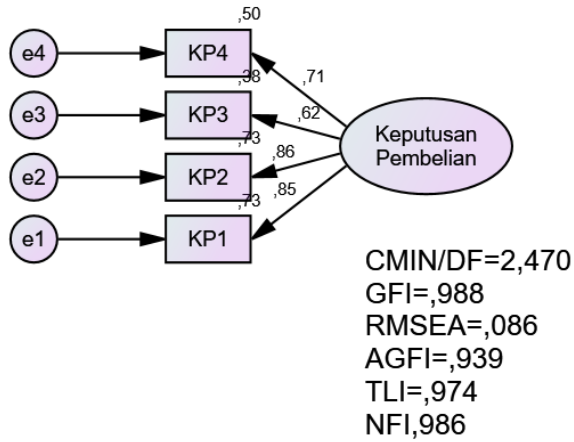 ,50
e4
KP4
,71
,38
e3
KP3
,62
,73
e2
KP2
,86
,73
e1
KP1
,85
Keputusan
Pembelian
CMIN/DF=2,470
GFI=,988
RMSEA=,086
AGFI=,939
TLI=,974
NFI,986